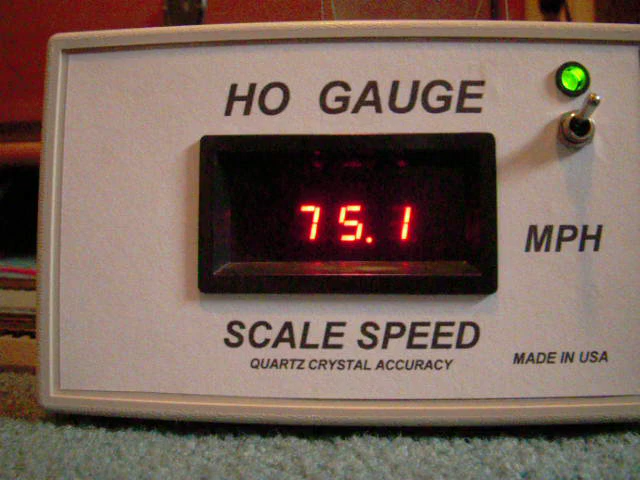 HO GAUGE
75.1
MPH
SCALE SPEED
QUARTZ CRYSTAL ACCURACY
MADE IN USA